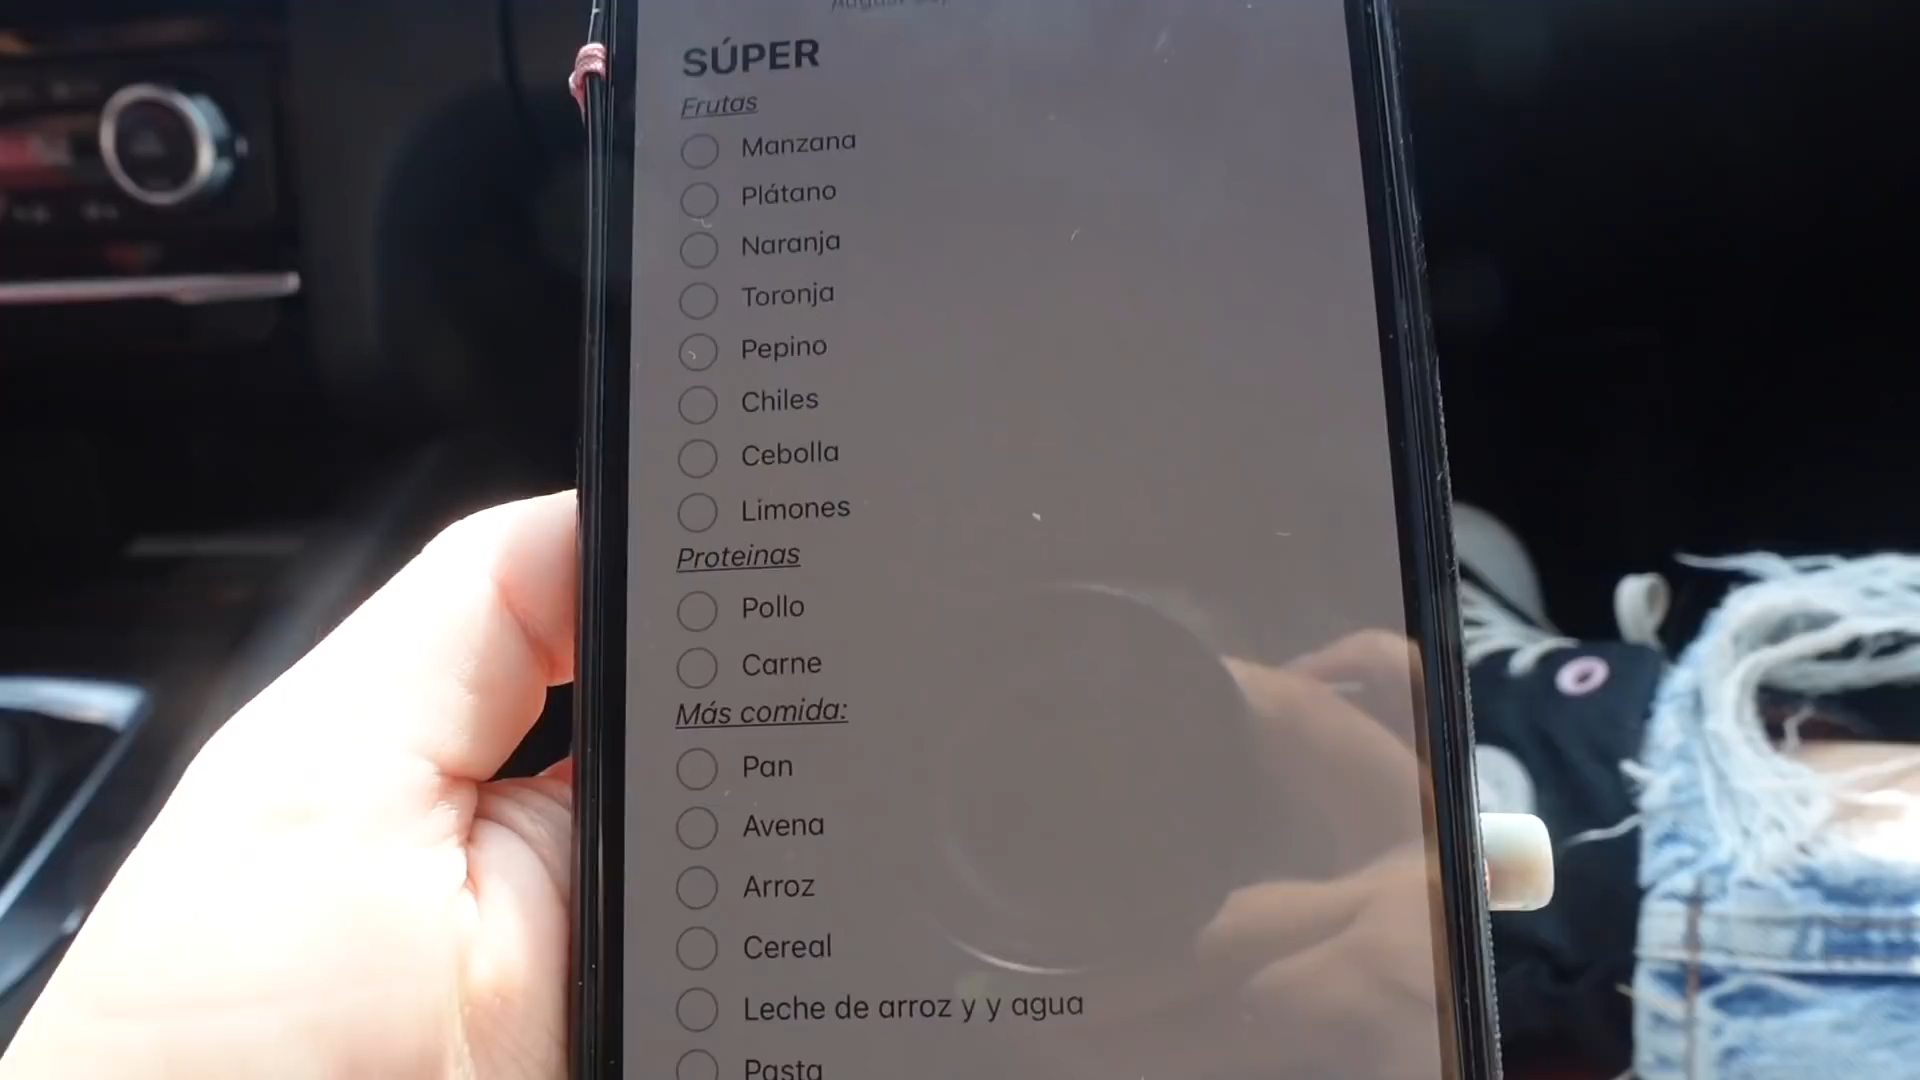 SÚPER
Frutas
Manzana
Plátano
Naranja
Toronja
Pepino
Chiles
Cebolla
Limones
Proteinas
Pollo
Carne
Más comida:
Pan
Avena
Arroz
Cereal
Leche de arroz y y agua
Pasta